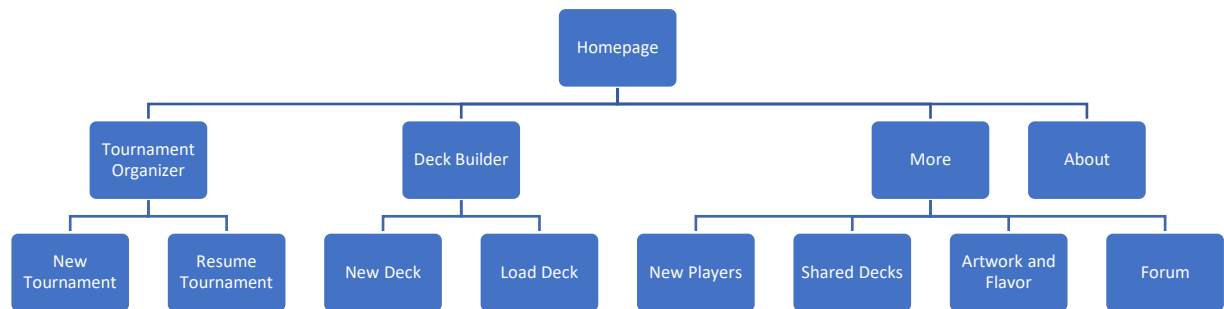 Homepage
Tournament
Organizer
Deck Builder
More
About
New
Tournament
Resume
Tournament
New Deck
Load Deck
New Players
Shared Decks
Artwork and
Flavor
Forum